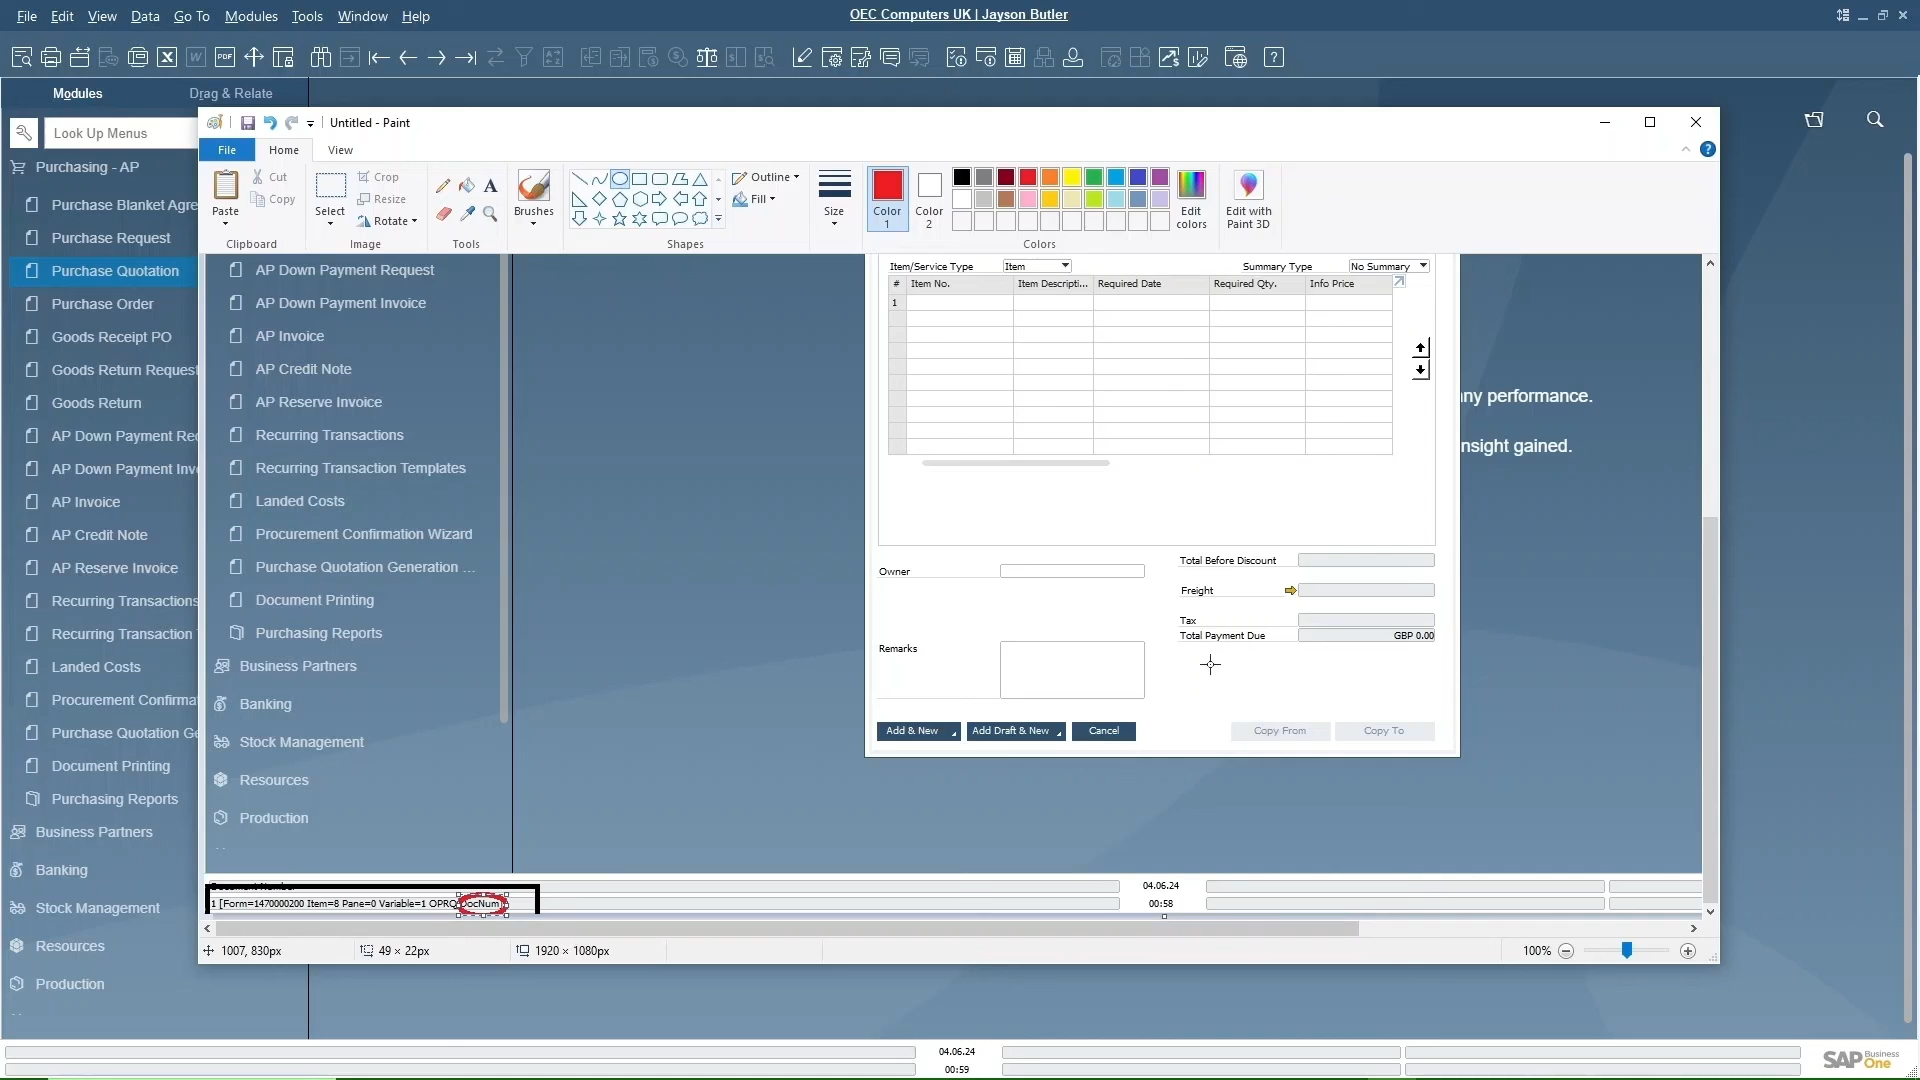 File Edit View Data Go To Modules Tools Window Help
OEC Computers UK | Jayson Butler
Modules
Drag & Relate
Look Up Menus
Purchasing - AP
Purchase Blanket Agre
Purchase Request
Purchase Quotation
Purchase Order
Goods Receipt PO
Goods Return Request
Goods Return
AP Down Payment Rec
AP Down Payment Inv
AP Invoice
AP Credit Note
AP Reserve Invoice
Recurring Transactions
Recurring Transaction
Landed Costs
Procurement Confirma
Purchase Quotation Ge
Document Printing
Purchasing Reports
Business Partners
Banking
Stock Management
Resources
Production
Untitled - Paint
File Home View
Paste
Cut
Copy
Clipboard
Select
Crop
Resize
Rotate
Image
Tools
Brushes
Outline
Fill
Shapes
Size
Color 1
Color 2
Edit colors
Edit with Paint 3D
Colors
AP Down Payment Request
AP Down Payment Invoice
AP Invoice
AP Credit Note
AP Reserve Invoice
Recurring Transactions
Recurring Transaction Templates
Landed Costs
Procurement Confirmation Wizard
Purchase Quotation Generation ...
Document Printing
Purchasing Reports
Business Partners
Banking
Stock Management
Resources
Production
Item/Service Type Item Summary Type No Summary
# Item No. Item Descripti... Required Date Required Qty. Info Price
1
Owner
Remarks
Total Before Discount
Freight
Tax
Total Payment Due GBP 0.00
Add & New Add Draft & New Cancel Copy From Copy To
ny performance.
nsight gained.
Document Number
04.06.24
1 [Form=1470000200 Item=8 Pane=0 Variable=1 OPRQ DocNum]
00:58
1007, 830px 49 × 22px 1920 × 1080px 100%
04.06.24
00:59
SAP Business One